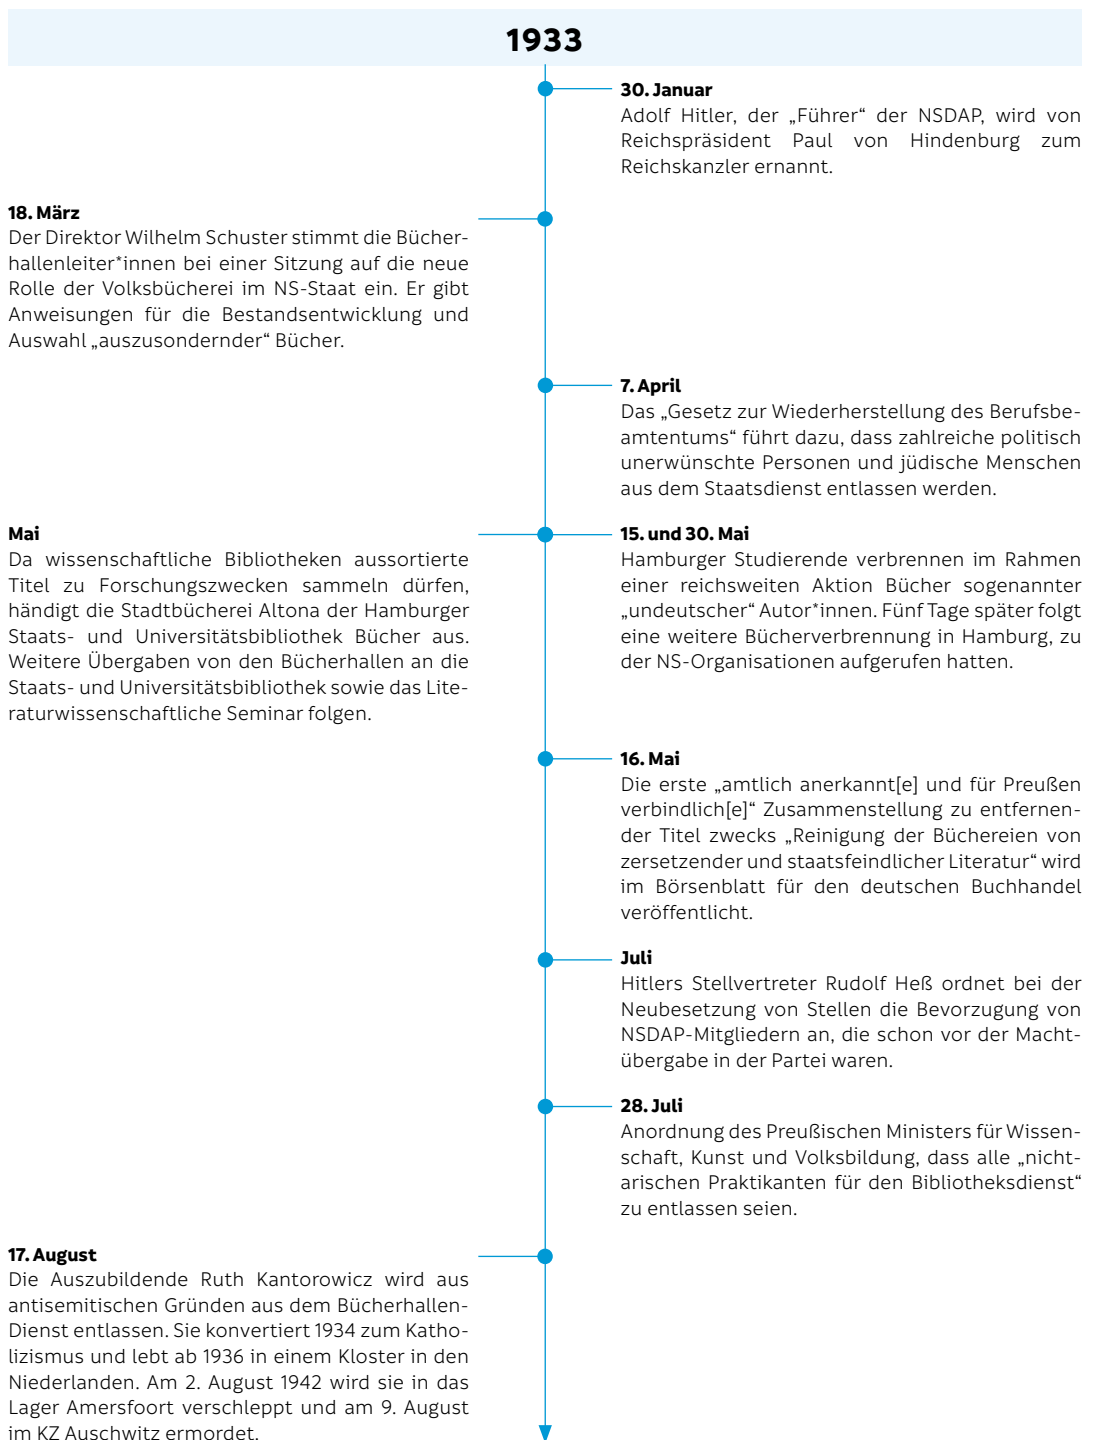 1933
30. Januar
Adolf Hitler, der „Führer“ der NSDAP, wird von
Reichspräsident Paul von Hindenburg zum
Reichskanzler ernannt.
18. März
Der Direktor Wilhelm Schuster stimmt die Bücher-
hallenleiter*innen bei einer Sitzung auf die neue
Rolle der Volksbücherei im NS-Staat ein. Er gibt
Anweisungen für die Bestandsentwicklung und
Auswahl „auszusondernder“ Bücher.
7. April
Das „Gesetz zur Wiederherstellung des Berufsbe-
amtentums“ führt dazu, dass zahlreiche politisch
unerwünschte Personen und jüdische Menschen
aus dem Staatsdienst entlassen werden.
Mai
Da wissenschaftliche Bibliotheken aussortierte
Titel zu Forschungszwecken sammeln dürfen,
händigt die Stadtbücherei Altona der Hamburger
Staats- und Universitätsbibliothek Bücher aus.
Weitere Übergaben von den Bücherhallen an die
Staats- und Universitätsbibliothek sowie das Lite-
raturwissenschaftliche Seminar folgen.
15. und 30. Mai
Hamburger Studierende verbrennen im Rahmen
einer reichsweiten Aktion Bücher sogenannter
„undeutscher“ Autor*innen. Fünf Tage später folgt
eine weitere Bücherverbrennung in Hamburg, zu
der NS-Organisationen aufgerufen hatten.
16. Mai
Die erste „amtlich anerkannt[e] und für Preußen
verbindlich[e]“ Zusammenstellung zu entfernen-
der Titel zwecks „Reinigung der Büchereien von
zersetzender und staatsfeindlicher Literatur“ wird
im Börsenblatt für den deutschen Buchhandel
veröffentlicht.
Juli
Hitlers Stellvertreter Rudolf Heß ordnet bei der
Neubesetzung von Stellen die Bevorzugung von
NSDAP-Mitgliedern an, die schon vor der Macht-
übergabe in der Partei waren.
28. Juli
Anordnung des Preußischen Ministers für Wissen-
schaft, Kunst und Volksbildung, dass alle „nicht-
arischen Praktikanten für den Bibliotheksdienst“
zu entlassen seien.
17. August
Die Auszubildende Ruth Kantorowicz wird aus
antisemitischen Gründen aus dem Bücherhallen-
Dienst entlassen. Sie konvertiert 1934 zum Katho-
lizismus und lebt ab 1936 in einem Kloster in den
Niederlanden. Am 2. August 1942 wird sie in das
Lager Amersfoort verschleppt und am 9. August
im KZ Auschwitz ermordet.